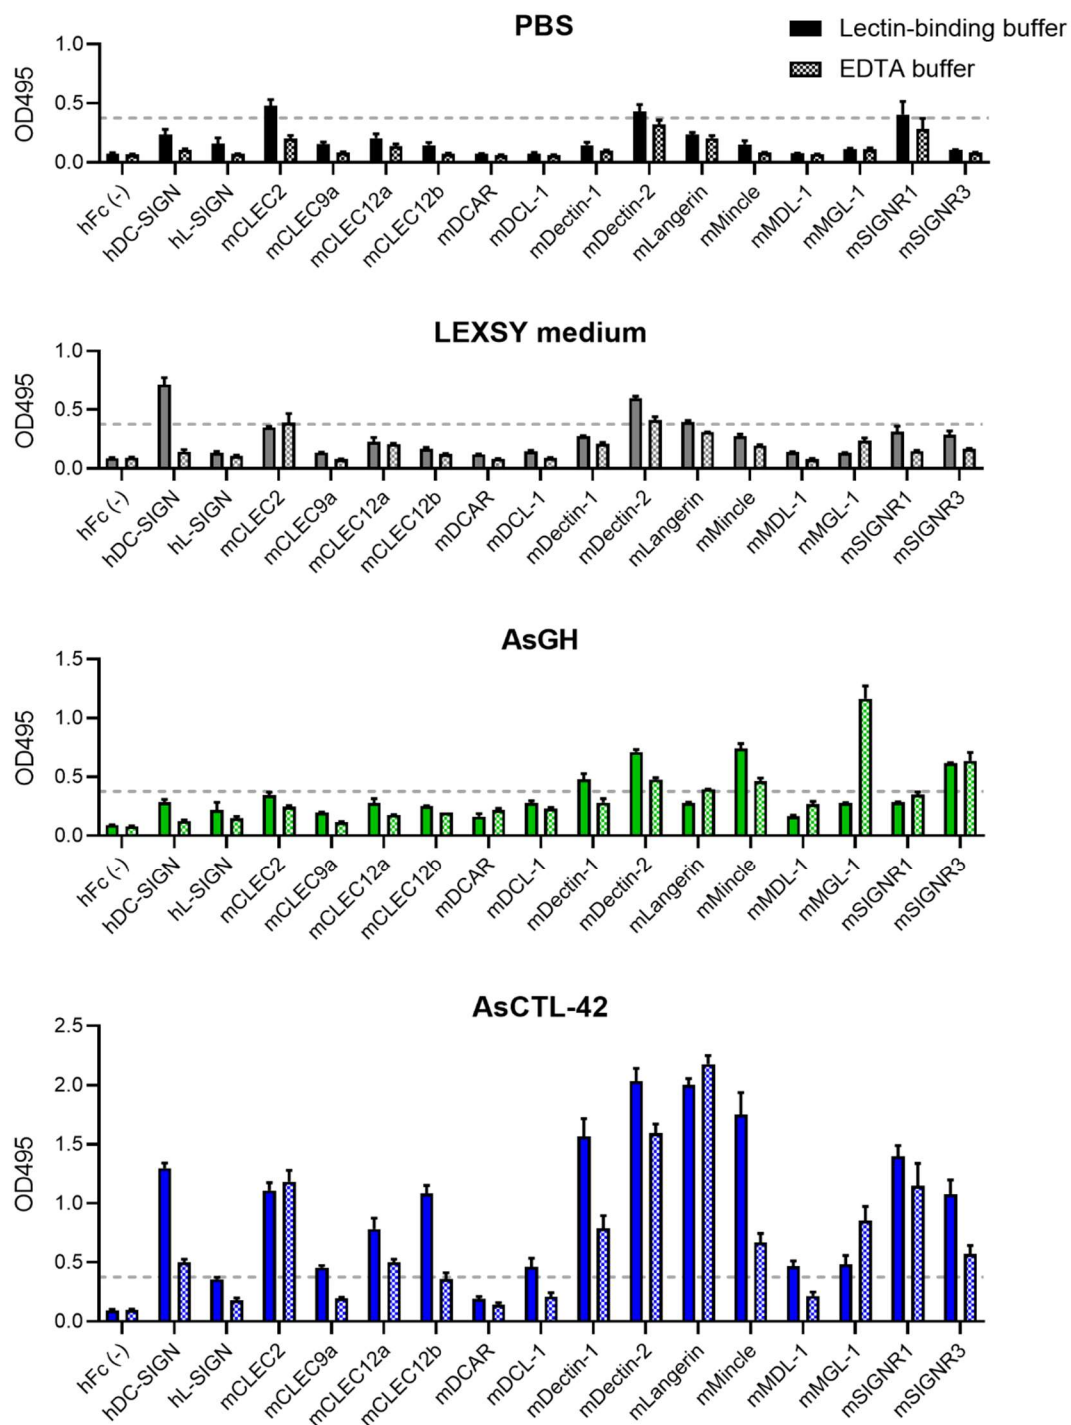 PBS
Lectin-binding buffer
EDTA buffer
OD495
1.0
0.5
0.0
hFc (-)
hDC-SIGN
hL-SIGN
mCLEC2
mCLEC9a
mCLEC12a
mCLEC12b
mDCAR
mDCL-1
mDectin-1
mDectin-2
mLangerin
mMincle
mMDL-1
mMGL-1
mSIGNR1
mSIGNR3
LEXSY medium
OD495
1.0
0.5
0.0
hFc (-)
hDC-SIGN
hL-SIGN
mCLEC2
mCLEC9a
mCLEC12a
mCLEC12b
mDCAR
mDCL-1
mDectin-1
mDectin-2
mLangerin
mMincle
mMDL-1
mMGL-1
mSIGNR1
mSIGNR3
AsGH
OD495
1.5
1.0
0.5
0.0
hFc (-)
hDC-SIGN
hL-SIGN
mCLEC2
mCLEC9a
mCLEC12a
mCLEC12b
mDCAR
mDCL-1
mDectin-1
mDectin-2
mLangerin
mMincle
mMDL-1
mMGL-1
mSIGNR1
mSIGNR3
AsCTL-42
OD495
2.5
2.0
1.5
1.0
0.5
0.0
hFc (-)
hDC-SIGN
hL-SIGN
mCLEC2
mCLEC9a
mCLEC12a
mCLEC12b
mDCAR
mDCL-1
mDectin-1
mDectin-2
mLangerin
mMincle
mMDL-1
mMGL-1
mSIGNR1
mSIGNR3